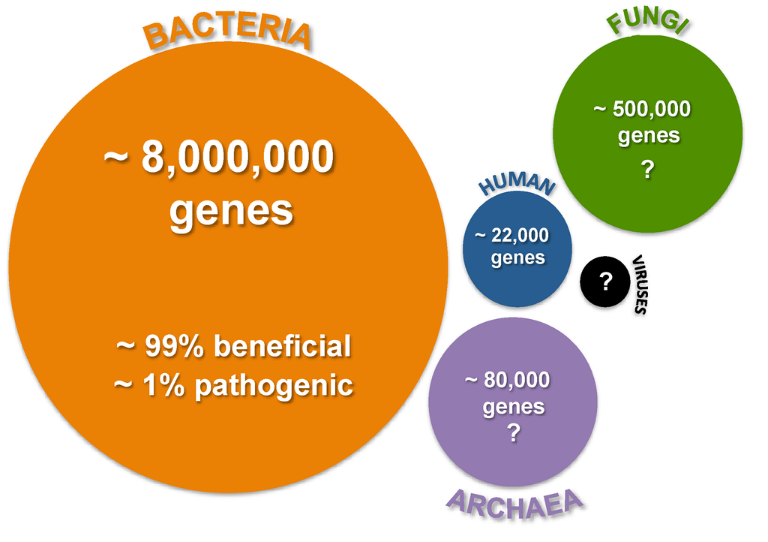 BACTERIA
~ 8,000,000
genes
~ 99% beneficial
~ 1% pathogenic
FUNGI
~ 500,000
genes
?
HUMAN
~ 22,000
genes
?
VIRUSES
~ 80,000
genes
?
ARCHAEA